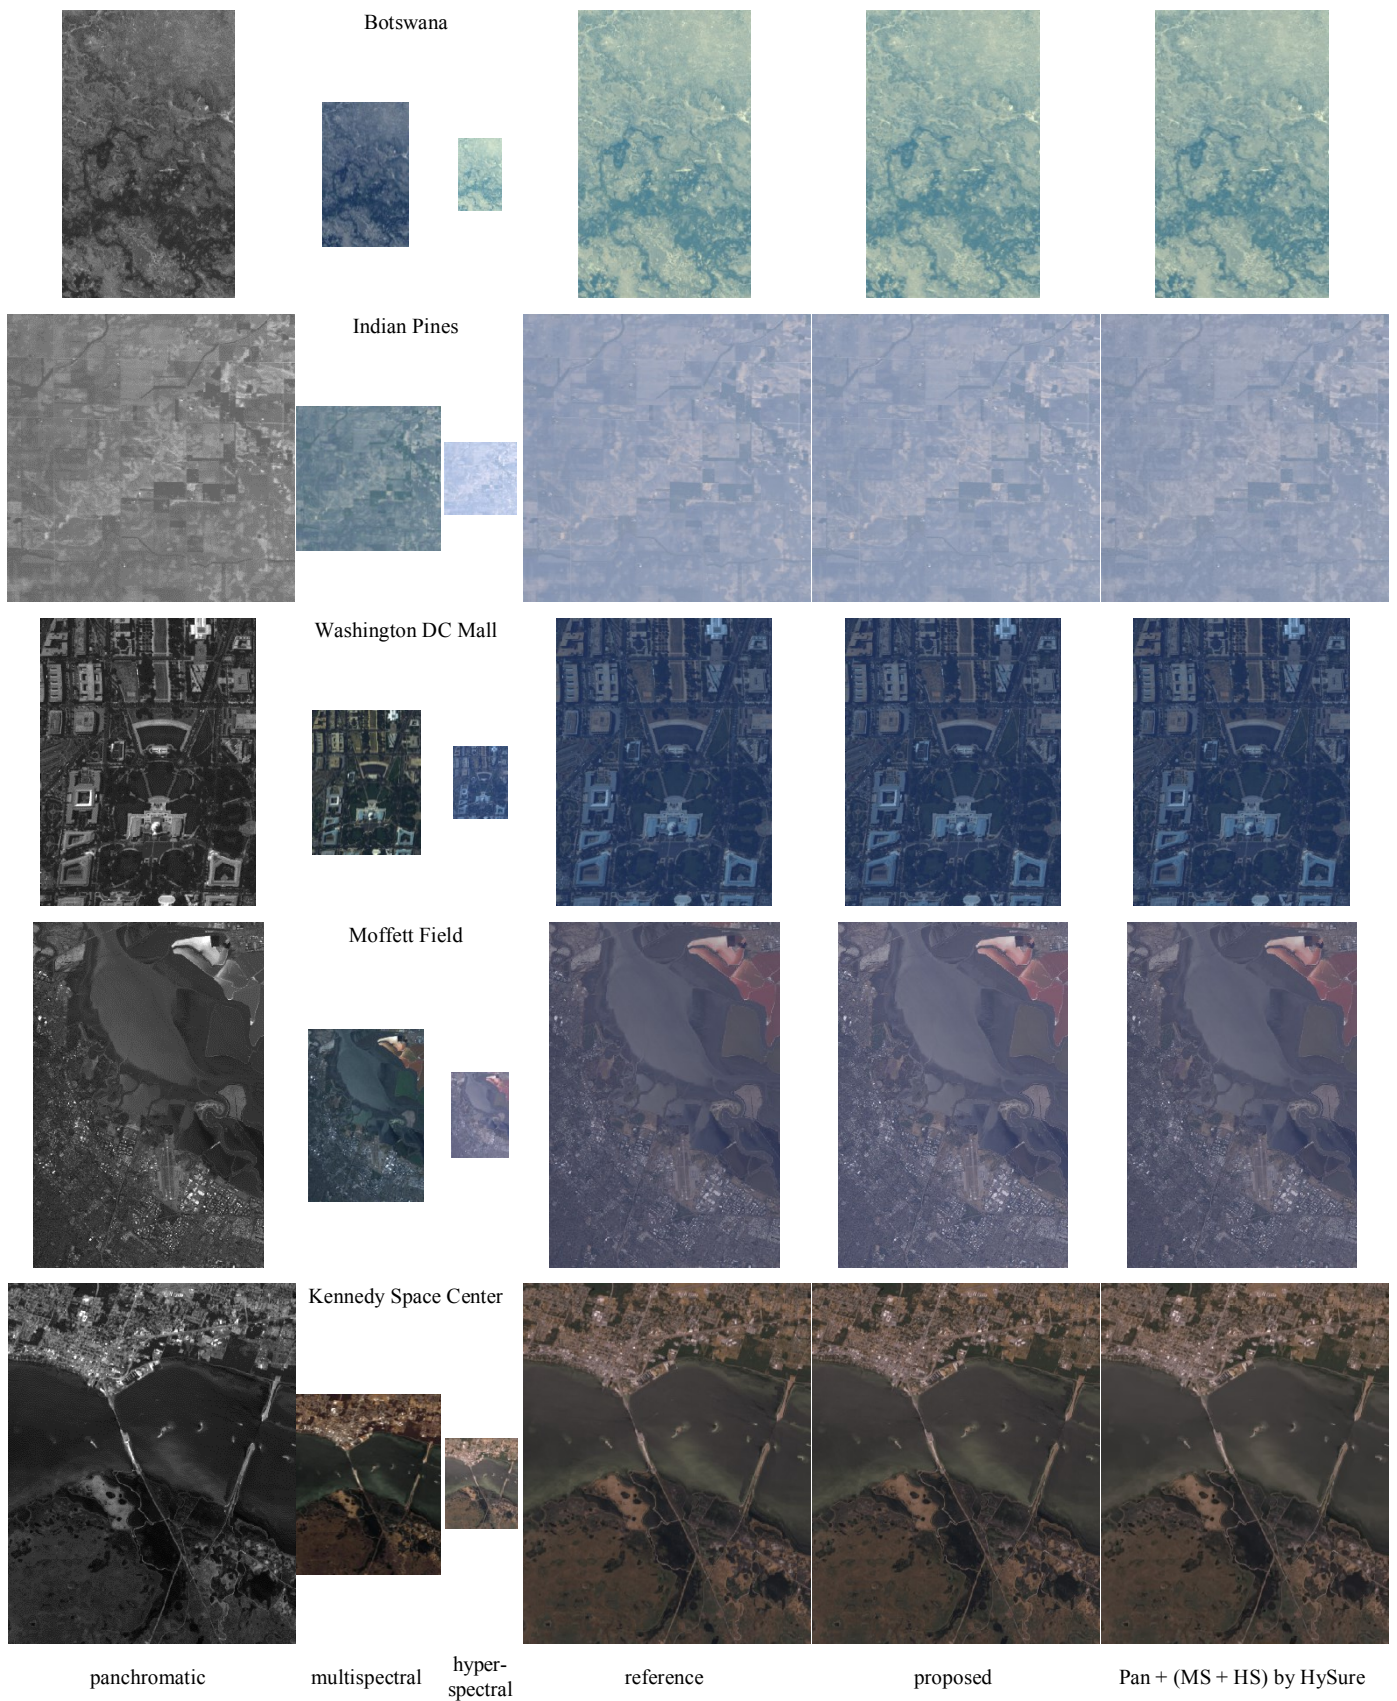 Botswana
Indian Pines
Washington DC Mall
Moffett Field
Kennedy Space Center
panchromatic
multispectral
hyper-
spectral
reference
proposed
Pan + (MS + HS) by HySure